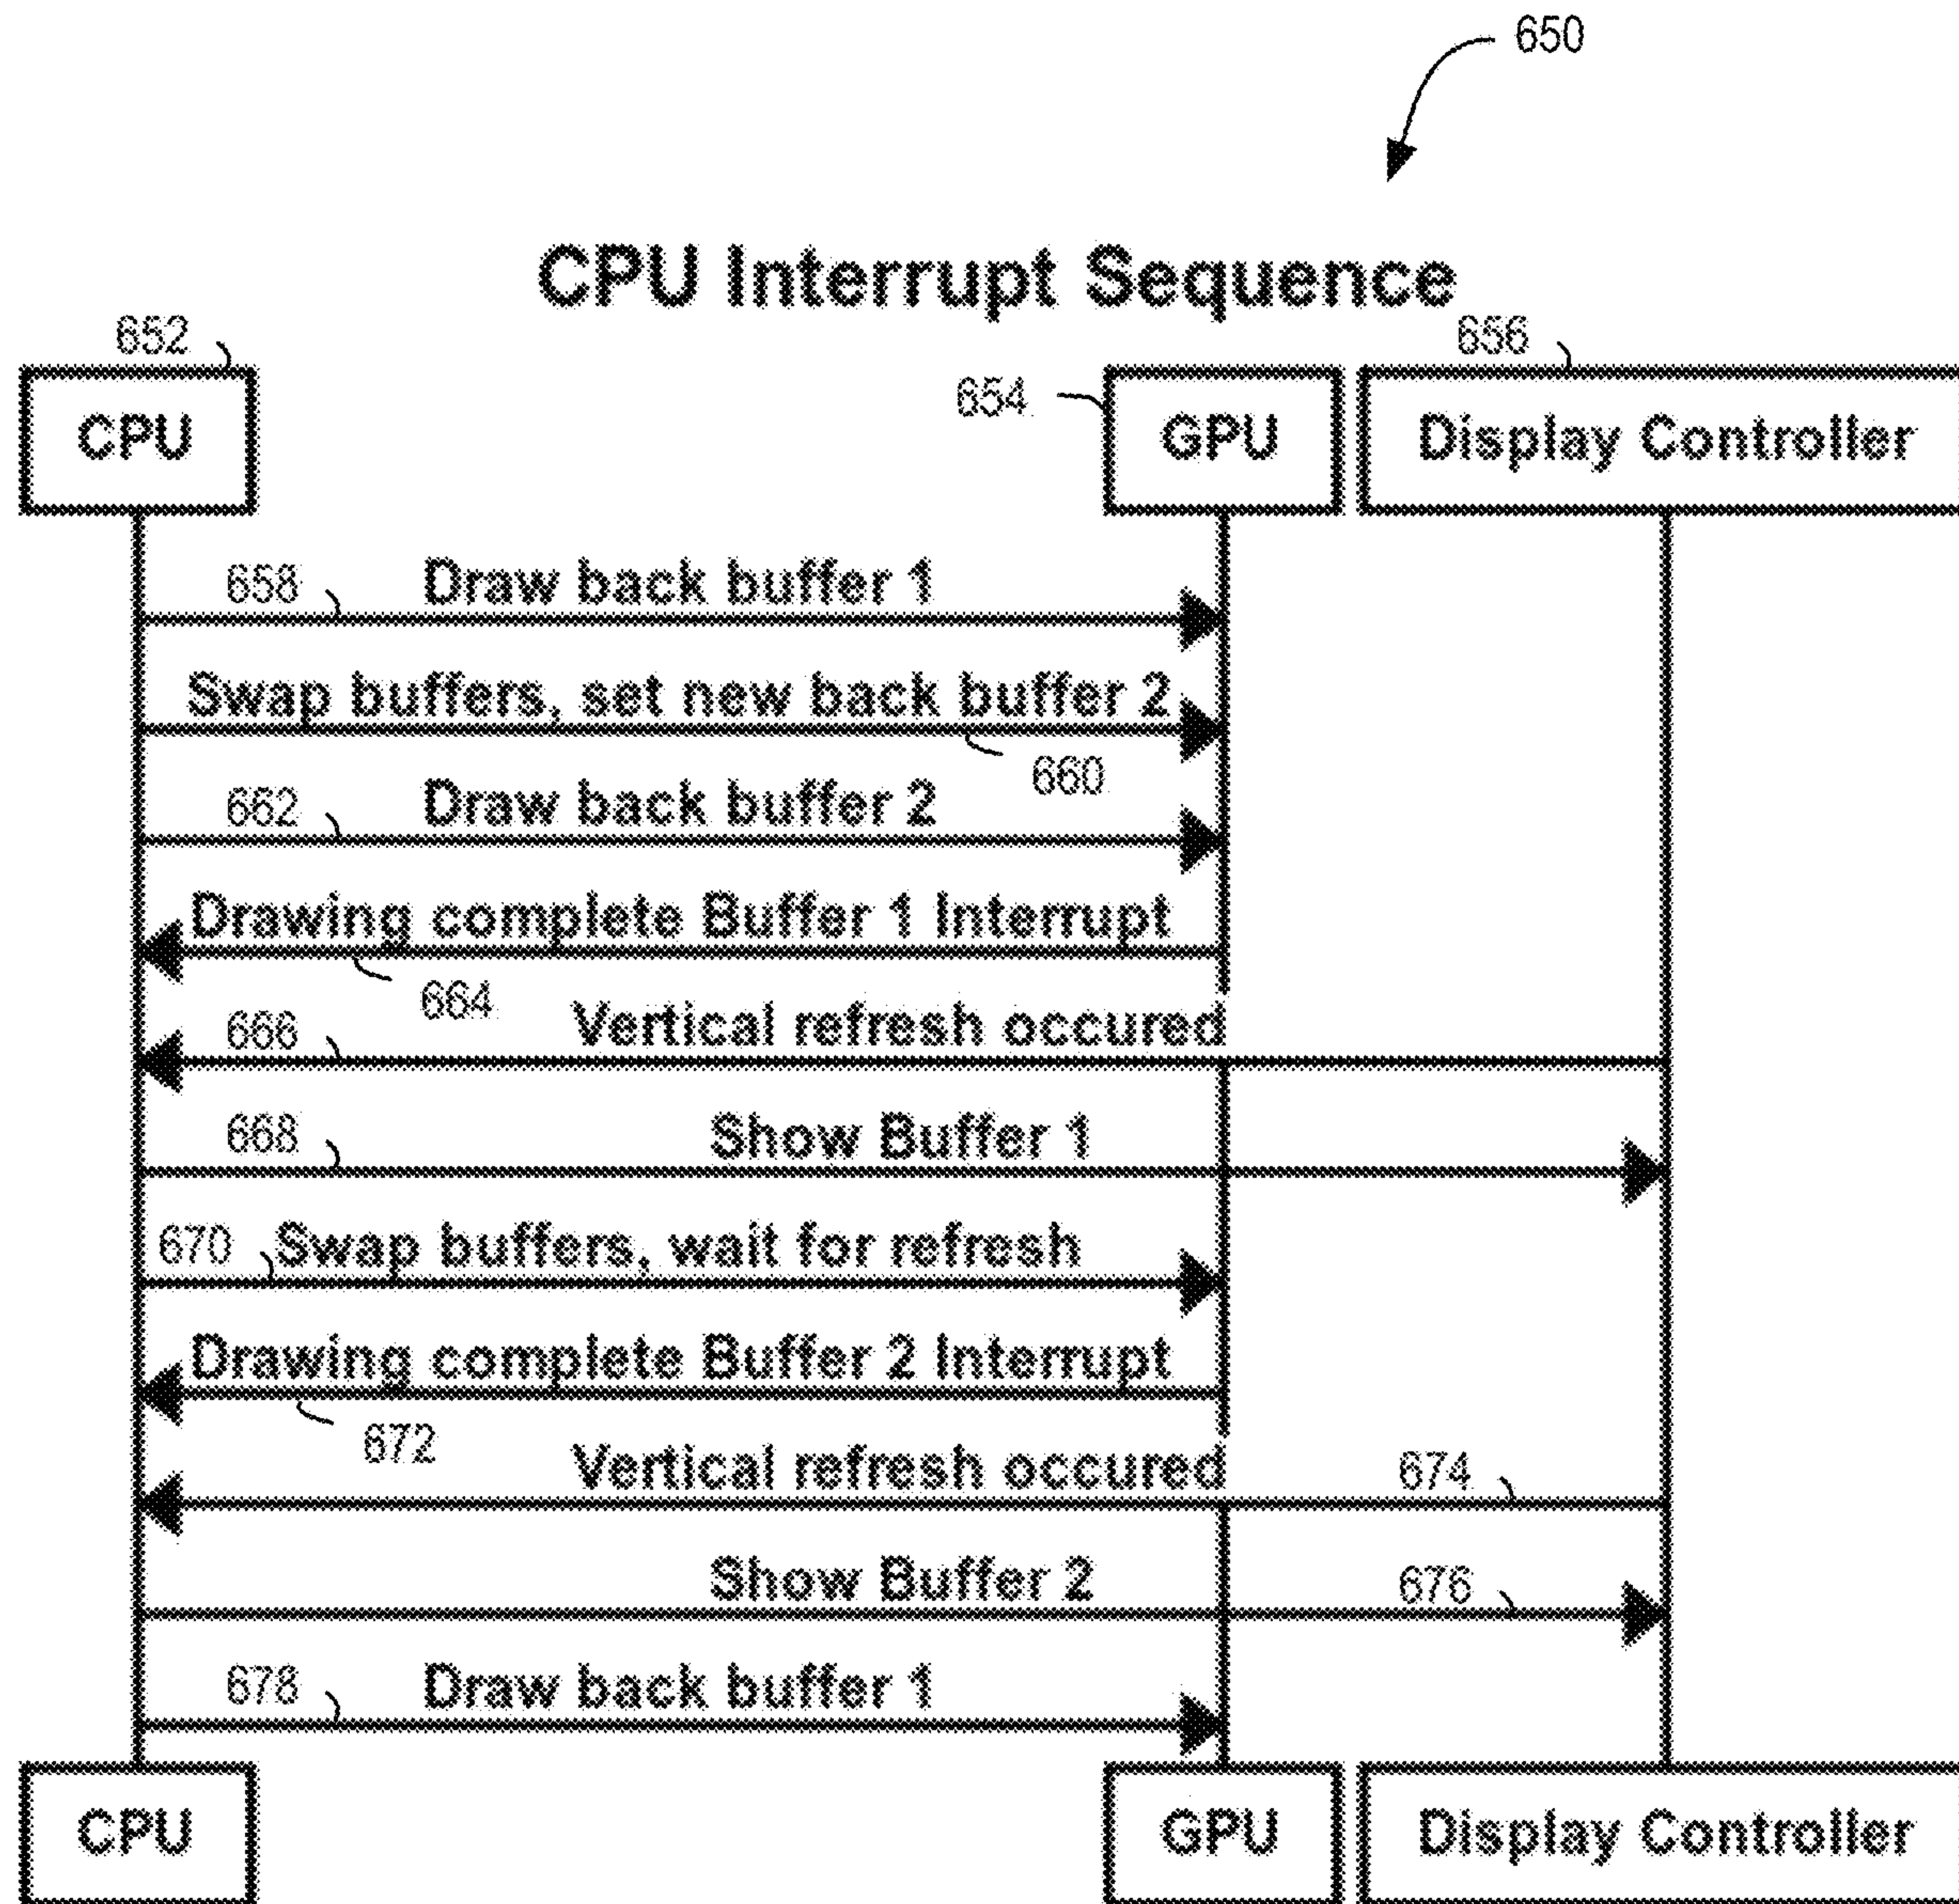 650
CPU Interrupt Sequence
652
654
656
CPU
GPU
Display Controller
658
Draw back buffer 1
Swap buffers, set new back buffer 2
660
662
Draw back buffer 2
Drawing complete Buffer 1 Interrupt
664
Vertical refresh occured
666
668
Show Buffer 1
670
Swap buffers, wait for refresh
Drawing complete Buffer 2 Interrupt
672
Vertical refresh occured
674
Show Buffer 2
676
678
Draw back buffer 1
CPU
GPU
Display Controller